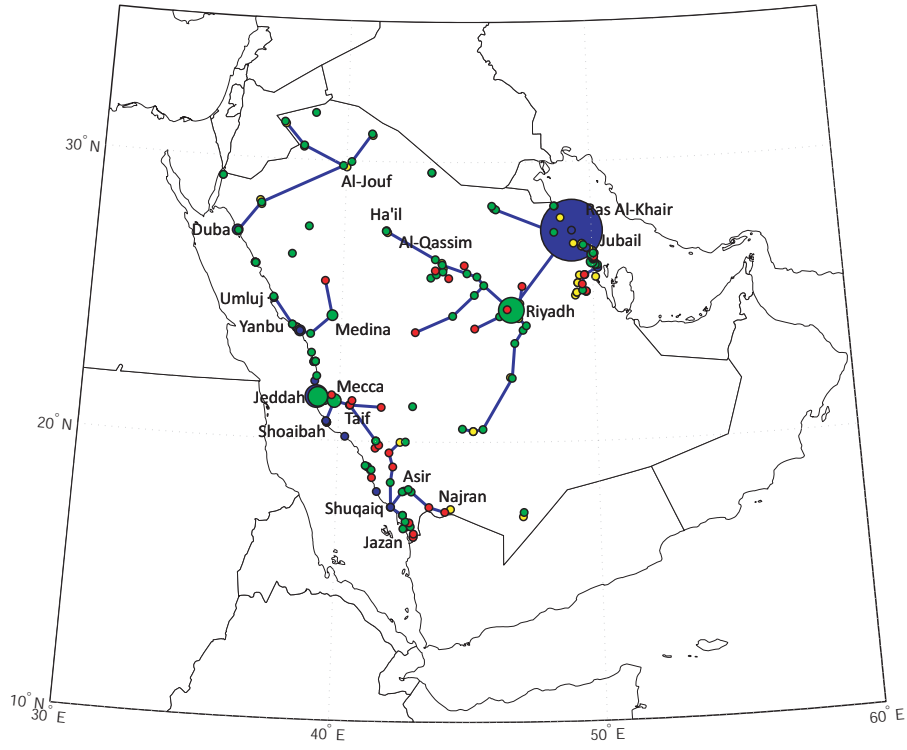 30°N
Al-Jouf
Ha'il
Ras Al-Khair
Duba
Al-Qassim
Jubail
Umluj
Riyadh
Yanbu
Medina
Mecca
Jeddah
Taif
20°N
Shoaibah
Asir
Najran
Shuqaiq
Jazan
10°N
30°E
40°E
50°E
60°E